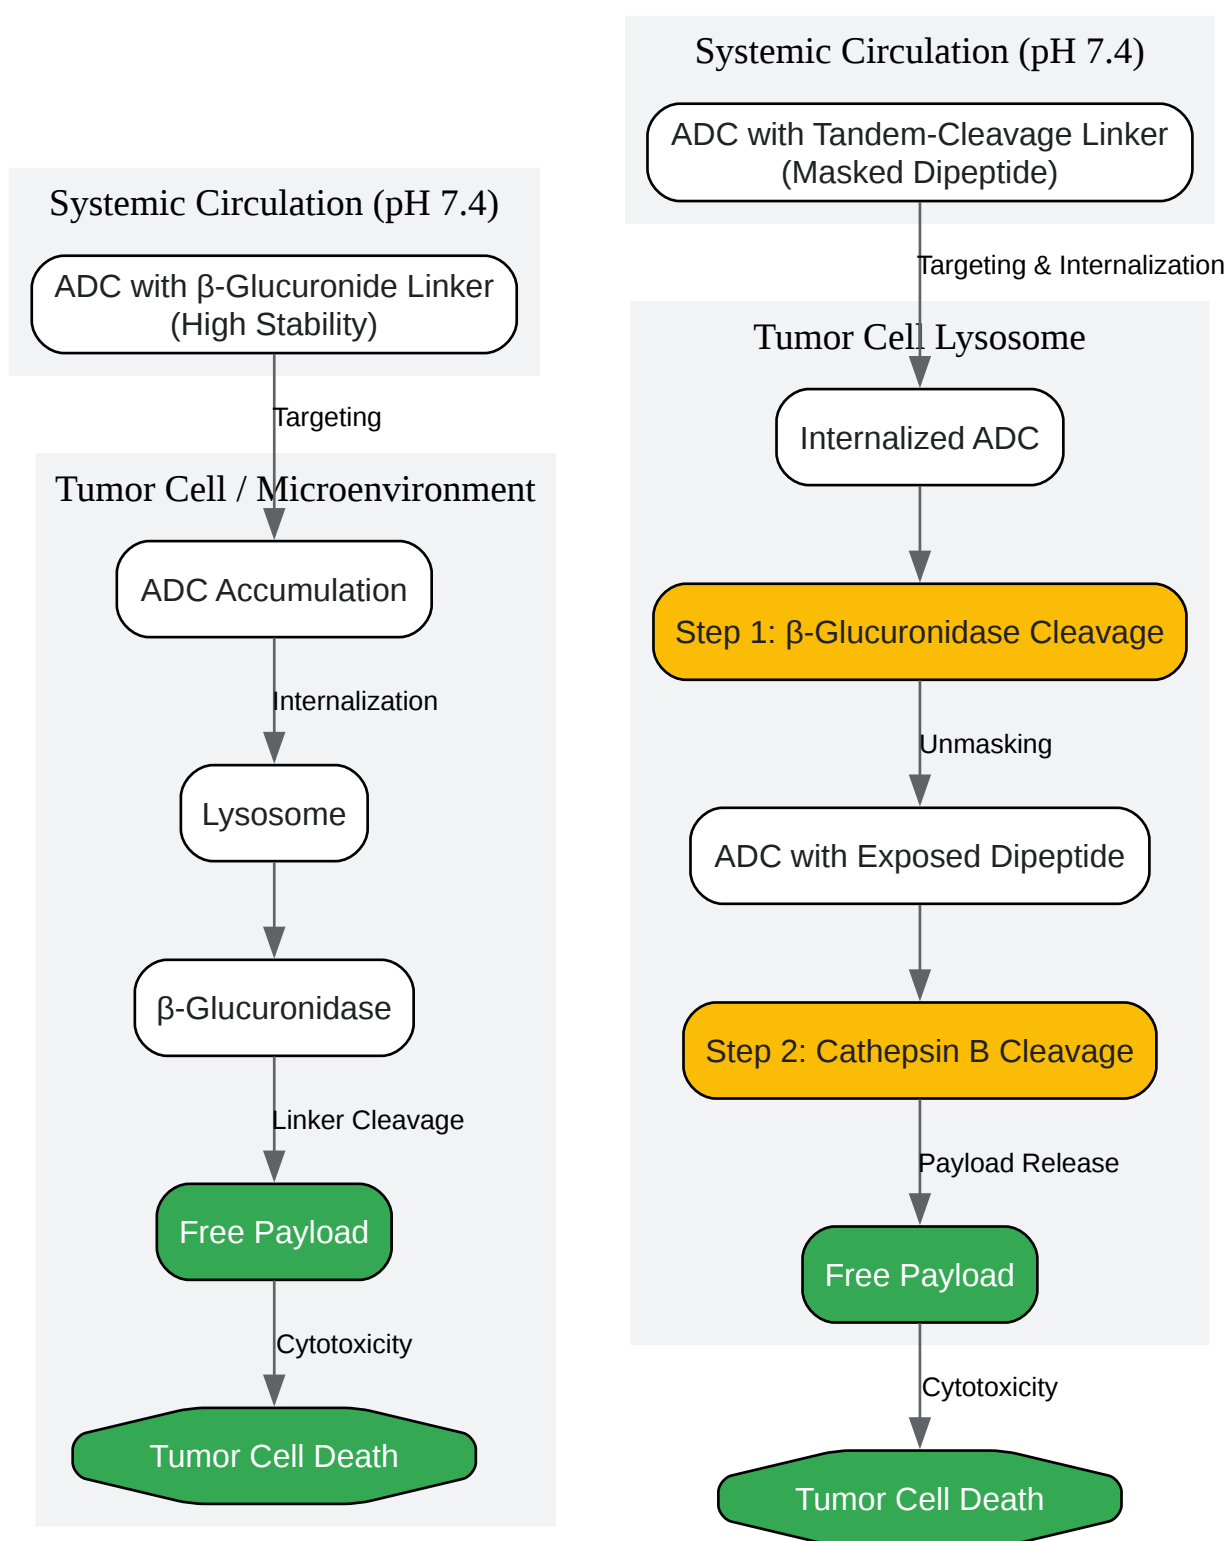 Systemic Circulation (pH 7.4)
ADC with β-Glucuronide Linker
(High Stability)
Targeting
Tumor Cell / Microenvironment
ADC Accumulation
Internalization
Lysosome
β-Glucuronidase
Linker Cleavage
Free Payload
Cytotoxicity
Tumor Cell Death
Systemic Circulation (pH 7.4)
ADC with Tandem-Cleavage Linker
(Masked Dipeptide)
Targeting & Internalization
Tumor Cell Lysosome
Internalized ADC
Step 1: β-Glucuronidase Cleavage
Unmasking
ADC with Exposed Dipeptide
Step 2: Cathepsin B Cleavage
Payload Release
Free Payload
Cytotoxicity
Tumor Cell Death